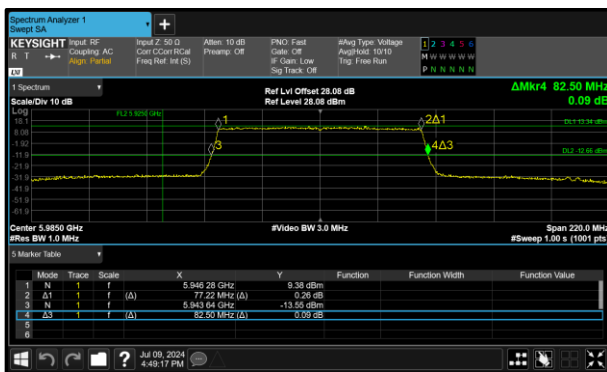 Spectrum Analyzer 1
Swept SA
KEYSIGHT Input: RF Input Z: 50 Ω Atten: 10 dB PNO: Fast #Avg Type: Voltage 1 2 3 4 5 6
R T Coupling: AC Corr CCorr RCal Preamp: Off Gate: Off Avg|Hold: 10/10 M W W W W W
Align: Partial Freq Ref: Int (S) IF Gain: Low Trig: Free Run
Sig Track: Off P N N N N N
1 Spectrum Ref Lvl Offset 28.08 dB ΔMkr4 82.50 MHz
Scale/Div 10 dB Ref Level 28.08 dBm 0.09 dB
Log
18.1 FL2 5.9250 GHz 1 2Δ1 DL1 13.34 dBm
8.08
-1.92 3 4Δ3 DL2 -12.66 dBm
-11.9
-21.9
-31.9
-41.9
-51.9
-61.9
Center 5.9850 GHz #Video BW 3.0 MHz Span 220.0 MHz
#Res BW 1.0 MHz #Sweep 1.00 s (1001 pts)
5 Marker Table
Mode Trace Scale X Y Function Function Width Function Value
1 N 1 f 5.946 28 GHz 9.38 dBm
2 Δ1 1 f (Δ) 77.22 MHz (Δ) 0.26 dB
3 N 1 f 5.943 64 GHz -13.55 dBm
4 Δ3 1 f (Δ) 82.50 MHz (Δ) 0.09 dB
5
6
? Jul 09, 2024
4:49:17 PM